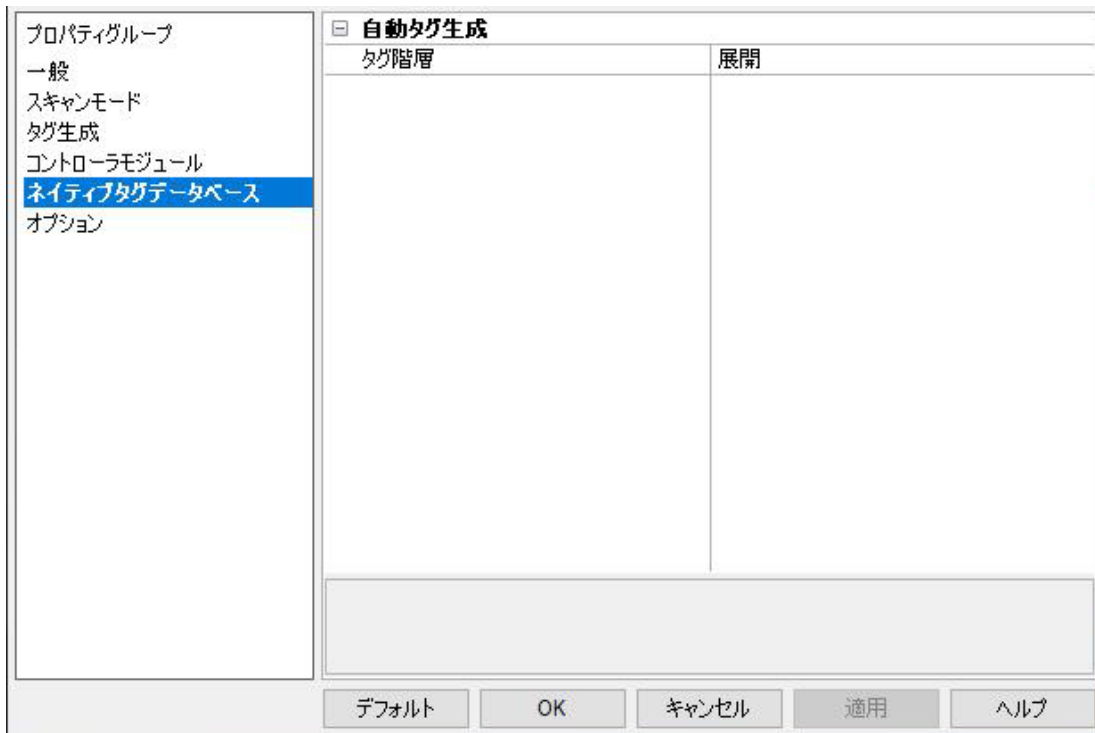 プロパティグループ
一般
スキャンモード
タグ生成
コントローラモジュール
ネイティブタグデータベース
オプション
自動タグ生成
タグ階層 展開
デフォルト OK キャンセル 適用 ヘルプ